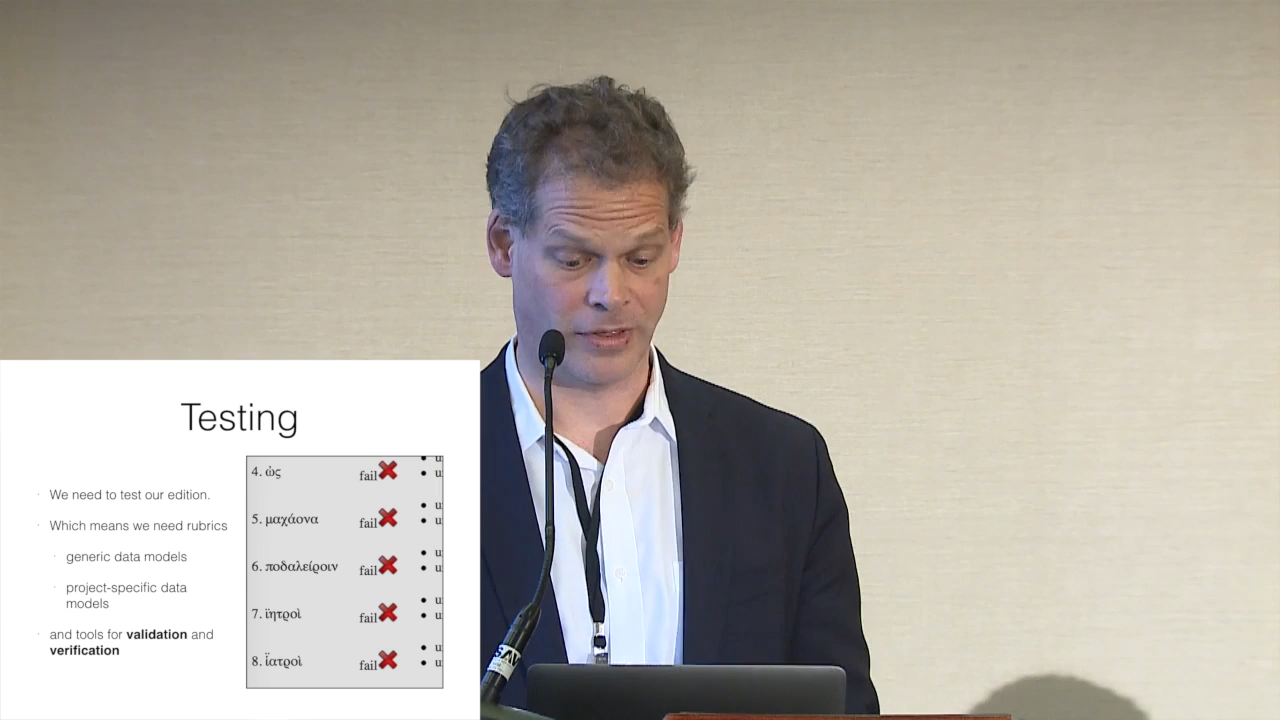 Testing
We need to test our edition.
Which means we need rubrics
generic data models
project-specific data
models
and tools for validation and
verification
4. ὡς fail
5. μαχάονα fail
6. ποδαλείροιν fail
7. ϊητροὶ fail
8. ἴατροὶ fail